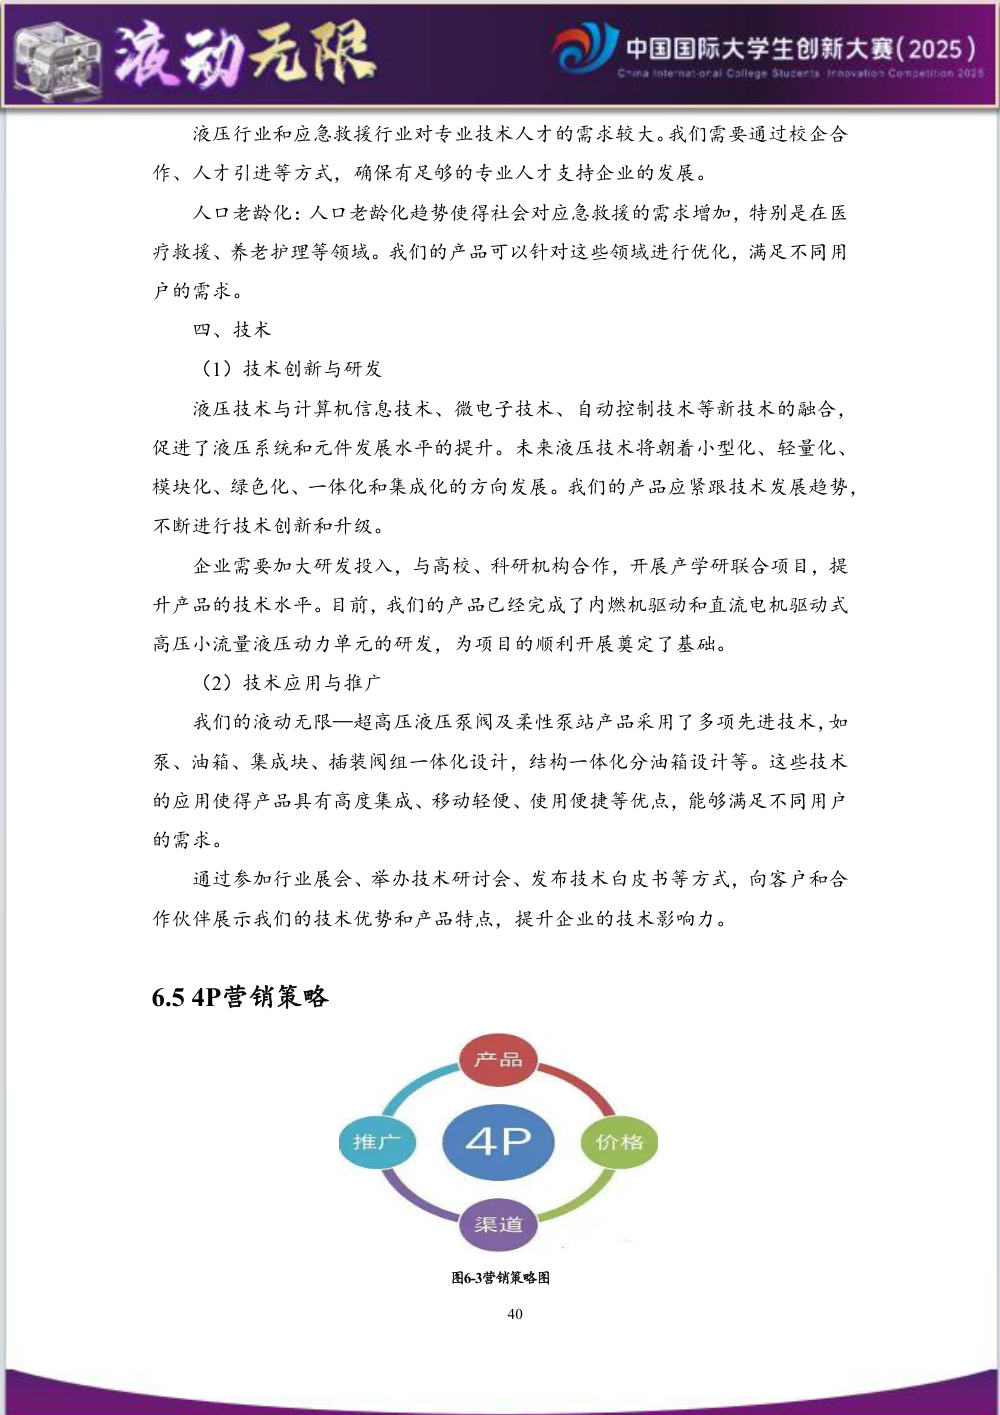 液动无限
中国国际大学生创新大赛（2025）
China International College Students Innovation Competition 2025
液压行业和应急救援行业对专业技术人才的需求较大。我们需要通过校企合
作、人才引进等方式，确保有足够的专业人才支持企业的发展。
人口老龄化：人口老龄化趋势使得社会对应急救援的需求增加，特别是在医
疗救援、养老护理等领域。我们的产品可以针对这些领域进行优化，满足不同用
户的需求。
四、技术
（1）技术创新与研发
液压技术与计算机信息技术、微电子技术、自动控制技术等新技术的融合，
促进了液压系统和元件发展水平的提升。未来液压技术将朝着小型化、轻量化、
模块化、绿色化、一体化和集成化的方向发展。我们的产品应紧跟技术发展趋势，
不断进行技术创新和升级。
企业需要加大研发投入，与高校、科研机构合作，开展产学研联合项目，提
升产品的技术水平。目前，我们的产品已经完成了内燃机驱动和直流电机驱动式
高压小流量液压动力单元的研发，为项目的顺利开展奠定了基础。
（2）技术应用与推广
我们的液动无限—超高压液压泵阀及柔性泵站产品采用了多项先进技术，如
泵、油箱、集成块、插装阀组一体化设计，结构一体化分油箱设计等。这些技术
的应用使得产品具有高度集成、移动轻便、使用便捷等优点，能够满足不同用户
的需求。
通过参加行业展会、举办技术研讨会、发布技术白皮书等方式，向客户和合
作伙伴展示我们的技术优势和产品特点，提升企业的技术影响力。
6.5 4P营销策略
产品
推广
4P
价格
渠道
图6-3营销策略图
40